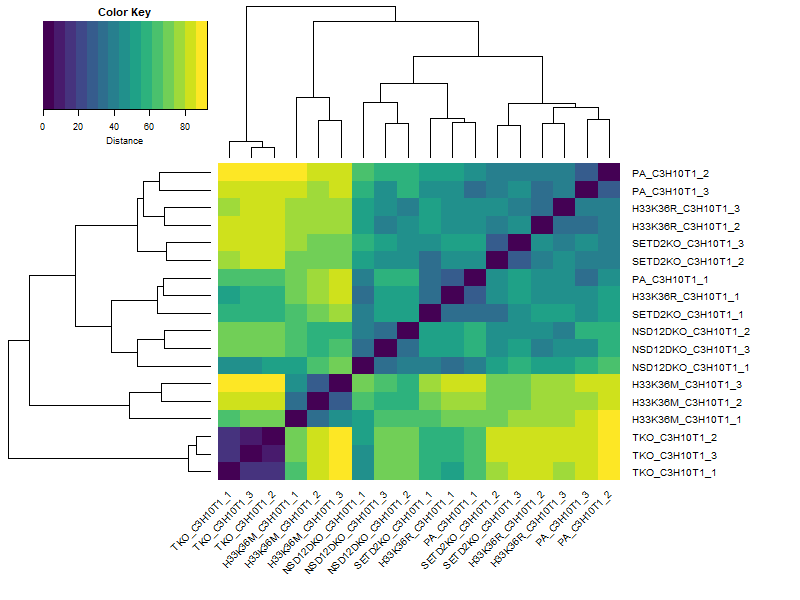 Color Key
0 20 40 60 80
Distance
PA_C3H10T1_2
PA_C3H10T1_3
H33K36R_C3H10T1_3
H33K36R_C3H10T1_2
SETD2KO_C3H10T1_3
SETD2KO_C3H10T1_2
PA_C3H10T1_1
H33K36R_C3H10T1_1
SETD2KO_C3H10T1_1
NSD12DKO_C3H10T1_2
NSD12DKO_C3H10T1_3
NSD12DKO_C3H10T1_1
H33K36M_C3H10T1_3
H33K36M_C3H10T1_2
H33K36M_C3H10T1_1
TKO_C3H10T1_2
TKO_C3H10T1_3
TKO_C3H10T1_1
TKO_C3H10T1_1
TKO_C3H10T1_3
TKO_C3H10T1_2
H33K36M_C3H10T1_1
H33K36M_C3H10T1_2
H33K36M_C3H10T1_3
NSD12DKO_C3H10T1_1
NSD12DKO_C3H10T1_3
NSD12DKO_C3H10T1_2
SETD2KO_C3H10T1_1
H33K36R_C3H10T1_1
PA_C3H10T1_1
SETD2KO_C3H10T1_2
SETD2KO_C3H10T1_3
H33K36R_C3H10T1_2
H33K36R_C3H10T1_3
PA_C3H10T1_3
PA_C3H10T1_2